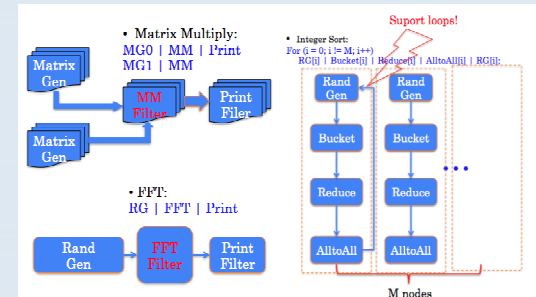 • Matrix Multiply:
MG0 | MM | Print
MG1 | MM
Matrix
Gen
MM
Filter
Print
Filer
Matrix
Gen
• FFT:
RG | FFT | Print
Rand
Gen
FFT
Filter
Print
Filter
Suport loops!
• Integer Sort:
For (i = 0; i != M; i++)
RG[i] | Bucket[i] | Reduce[i] | AlltoAll[i] | RG[i];
Rand
Gen
Bucket
Reduce
AlltoAll
Rand
Gen
Bucket
Reduce
AlltoAll
M nodes